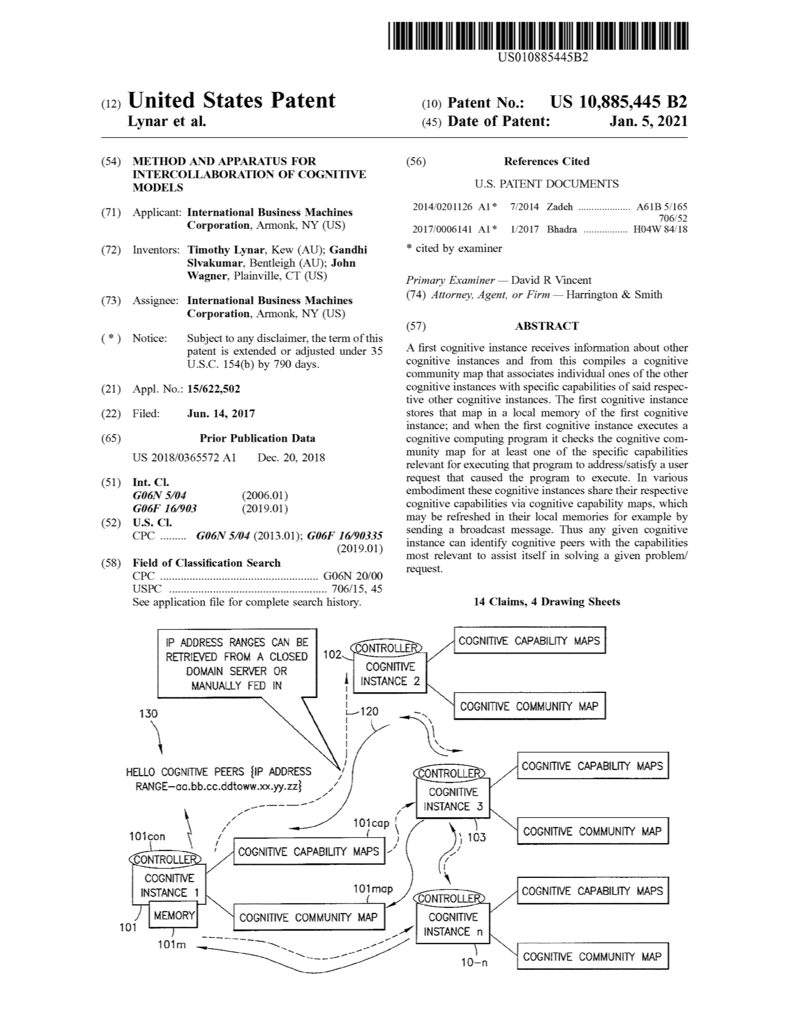 US010885445B2
(12) United States Patent
Lynar et al.
(10) Patent No.: US 10,885,445 B2
(45) Date of Patent: Jan. 5, 2021
(54) METHOD AND APPARATUS FOR
INTERCOLLABORATION OF COGNITIVE
MODELS
(71) Applicant: International Business Machines
Corporation, Armonk, NY (US)
(72) Inventors: Timothy Lynar, Kew (AU); Gandhi
Slvakumar, Bentleigh (AU); John
Wagner, Plainville, CT (US)
(73) Assignee: International Business Machines
Corporation, Armonk, NY (US)
( * ) Notice: Subject to any disclaimer, the term of this
patent is extended or adjusted under 35
U.S.C. 154(b) by 790 days.
(21) Appl. No.: 15/622,502
(22) Filed: Jun. 14, 2017
(65) Prior Publication Data
US 2018/0365572 A1 Dec. 20, 2018
(51) Int. Cl.
G06N 5/04 (2006.01)
G06F 16/903 (2019.01)
(52) U.S. Cl.
CPC ......... G06N 5/04 (2013.01); G06F 16/90335
(2019.01)
(58) Field of Classification Search
CPC ...................................................... G06N 20/00
USPC ..................................................... 706/15, 45
See application file for complete search history.
(56) References Cited
U.S. PATENT DOCUMENTS
2014/0201126 A1* 7/2014 Zadeh .................... A61B 5/165
706/52
2017/0006141 A1* 1/2017 Bhadra ................. H04W 84/18
* cited by examiner
Primary Examiner — David R Vincent
(74) Attorney, Agent, or Firm — Harrington & Smith
(57) ABSTRACT
A first cognitive instance receives information about other
cognitive instances and from this compiles a cognitive
community map that associates individual ones of the other
cognitive instances with specific capabilities of said respec-
tive other cognitive instances. The first cognitive instance
stores that map in a local memory of the first cognitive
instance; and when the first cognitive instance executes a
cognitive computing program it checks the cognitive com-
munity map for at least one of the specific capabilities
relevant for executing that program to address/satisfy a user
request that caused the program to execute. In various
embodiment these cognitive instances share their respective
cognitive capabilities via cognitive capability maps, which
may be refreshed in their local memories for example by
sending a broadcast message. Thus any given cognitive
instance can identify cognitive peers with the capabilities
most relevant to assist itself in solving a given problem/
request.
14 Claims, 4 Drawing Sheets
IP ADDRESS RANGES CAN BE
RETRIEVED FROM A CLOSED
DOMAIN SERVER OR
MANUALLY FED IN
102
CONTROLLER
COGNITIVE
INSTANCE 2
COGNITIVE CAPABILITY MAPS
COGNITIVE COMMUNITY MAP
130
120
HELLO COGNITIVE PEERS {IP ADDRESS
RANGE-aa.bb.cc.ddtoww.xx.yy.zz}
CONTROLLER
COGNITIVE
INSTANCE 3
103
COGNITIVE CAPABILITY MAPS
COGNITIVE COMMUNITY MAP
101con
CONTROLLER
COGNITIVE
INSTANCE 1
MEMORY
101
101m
101cap
COGNITIVE CAPABILITY MAPS
101map
COGNITIVE COMMUNITY MAP
CONTROLLER
COGNITIVE
INSTANCE n
10-n
COGNITIVE CAPABILITY MAPS
COGNITIVE COMMUNITY MAP